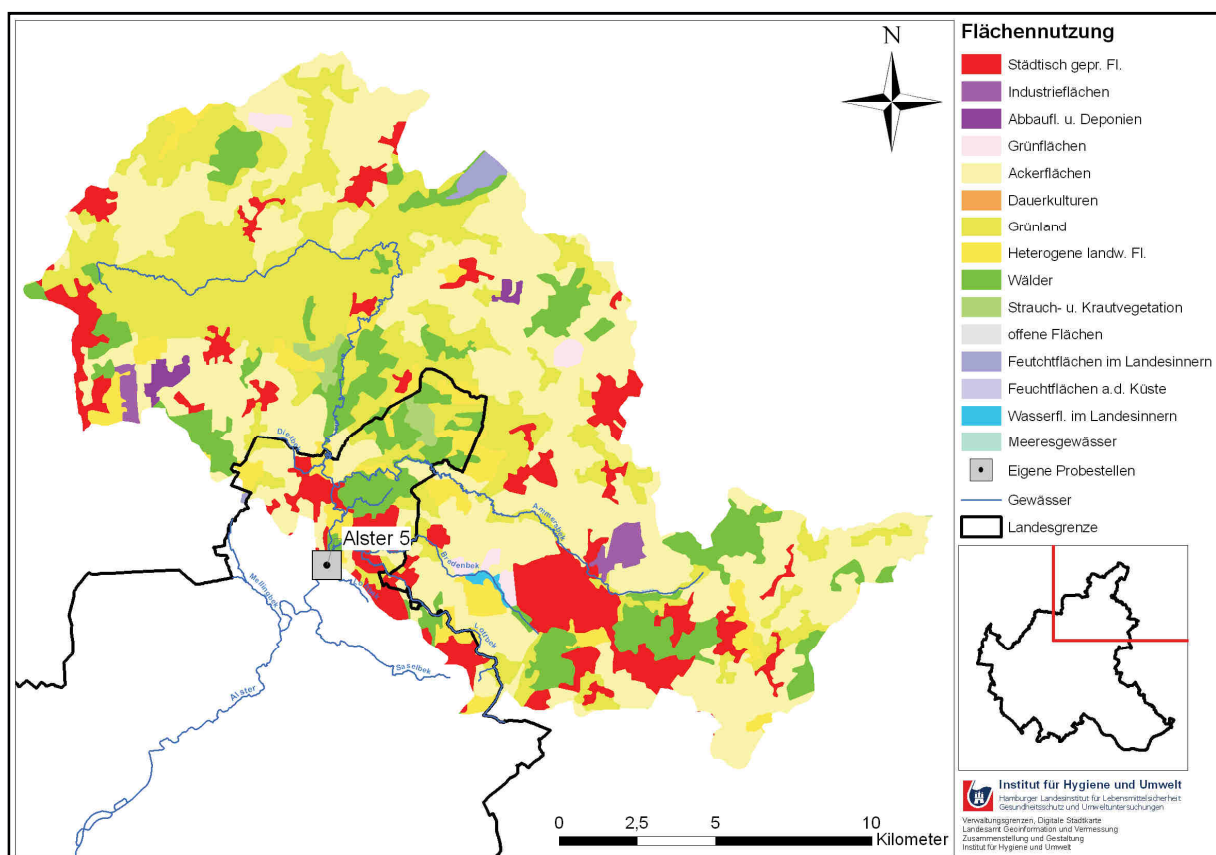 N
Dielbek
Alster 5
Ammersbek
Bredenbek
Mellingbek
Lottbek
Saselbek
Alster
0 2,5 5 10
Kilometer
Flächennutzung
Städtisch gepr. Fl.
Industrieflächen
Abbaufl. u. Deponien
Grünflächen
Ackerflächen
Dauerkulturen
Grünland
Heterogene landw. Fl.
Wälder
Strauch- u. Krautvegetation
offene Flächen
Feutchtflächen im Landesinnern
Feuchtflächen a.d. Küste
Wasserfl. im Landesinnern
Meeresgewässer
Eigene Probestellen
Gewässer
Landesgrenze
Institut für Hygiene und Umwelt
Hamburger Landesinstitut für Lebensmittelsicherheit
Gesundheitsschutz und Umweltuntersuchungen
Verwaltungsgrenzen, Digitale Stadtkarte
Landesamt Geoinformation und Vermessung
Zusammenstellung und Gestaltung
Institut für Hygiene und Umwelt